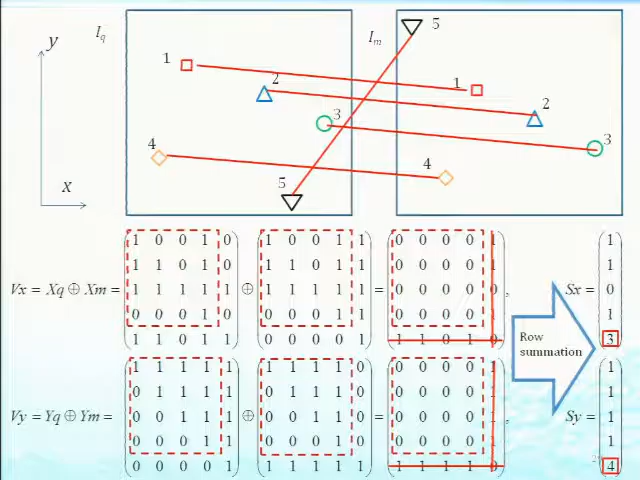 y
x
I_q
I_m
1
2
3
4
5
5
1
2
3
4
1 0 0 1 0 1 0 0 1 1 0 0 0 0 1 1
1 1 0 1 0 1 1 0 1 1 0 0 0 0 1 1
Vx = Xq ⊕ Xm = 1 1 1 1 1 ⊕ 1 1 1 1 1 = 0 0 0 0 0 , Sx = 0
0 0 0 1 0 0 0 0 1 1 0 0 0 0 1 1
1 1 0 1 1 0 0 0 0 1 1 1 0 1 0 3
Row
summation
1 1 1 1 1 1 1 1 1 0 0 0 0 0 1 1
0 1 1 1 1 0 1 1 1 0 0 0 0 0 1 1
Vy = Yq ⊕ Ym = 0 0 1 1 1 ⊕ 0 0 1 1 0 = 0 0 0 0 1 , Sy = 1
0 0 0 1 1 0 0 0 1 0 0 0 0 0 1 1
0 0 0 0 1 1 1 1 1 1 1 1 1 1 0 4